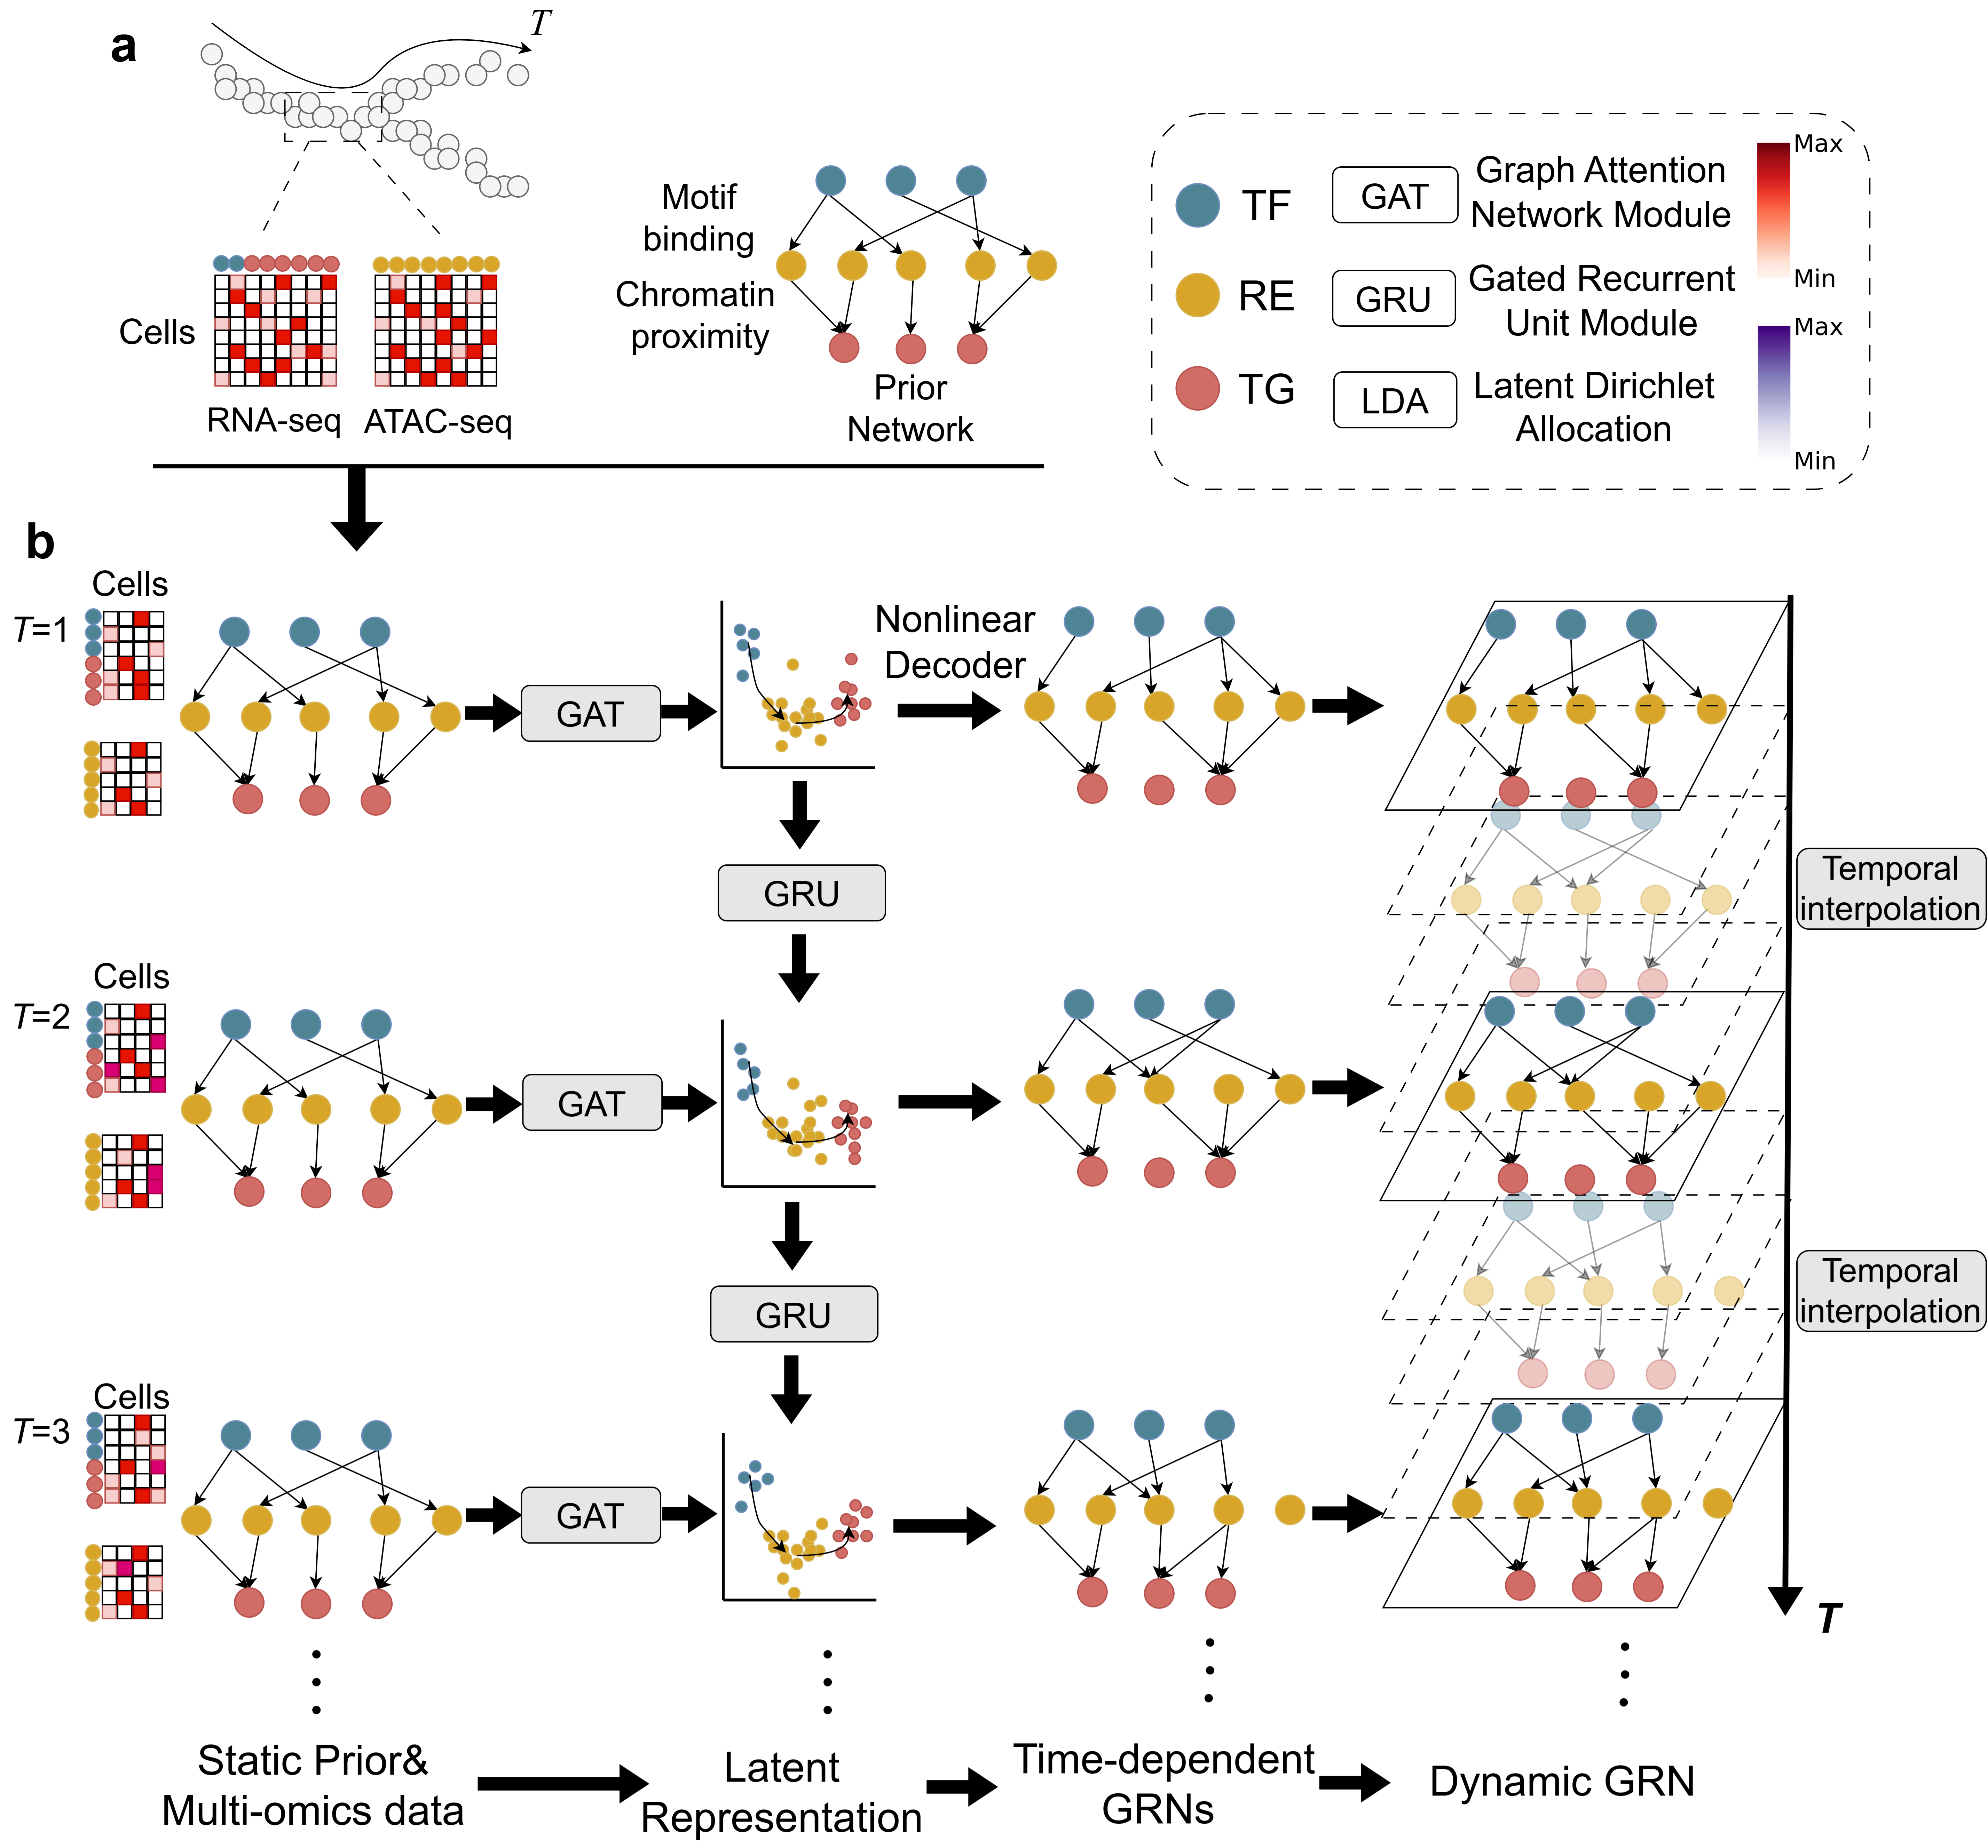 a
T
Motif
binding
Chromatin
proximity
Cells
RNA-seq
ATAC-seq
Prior
Network
TF
RE
TG
GAT
Graph Attention
Network Module
GRU
Gated Recurrent
Unit Module
LDA
Latent Dirichlet
Allocation
Max
Min
Max
Min
b
Cells
T=1
GAT
Nonlinear
Decoder
GRU
Temporal
interpolation
Cells
T=2
GAT
GRU
Temporal
interpolation
Cells
T=3
GAT
T
Static Prior&
Multi-omics data
Latent
Representation
Time-dependent
GRNs
Dynamic GRN